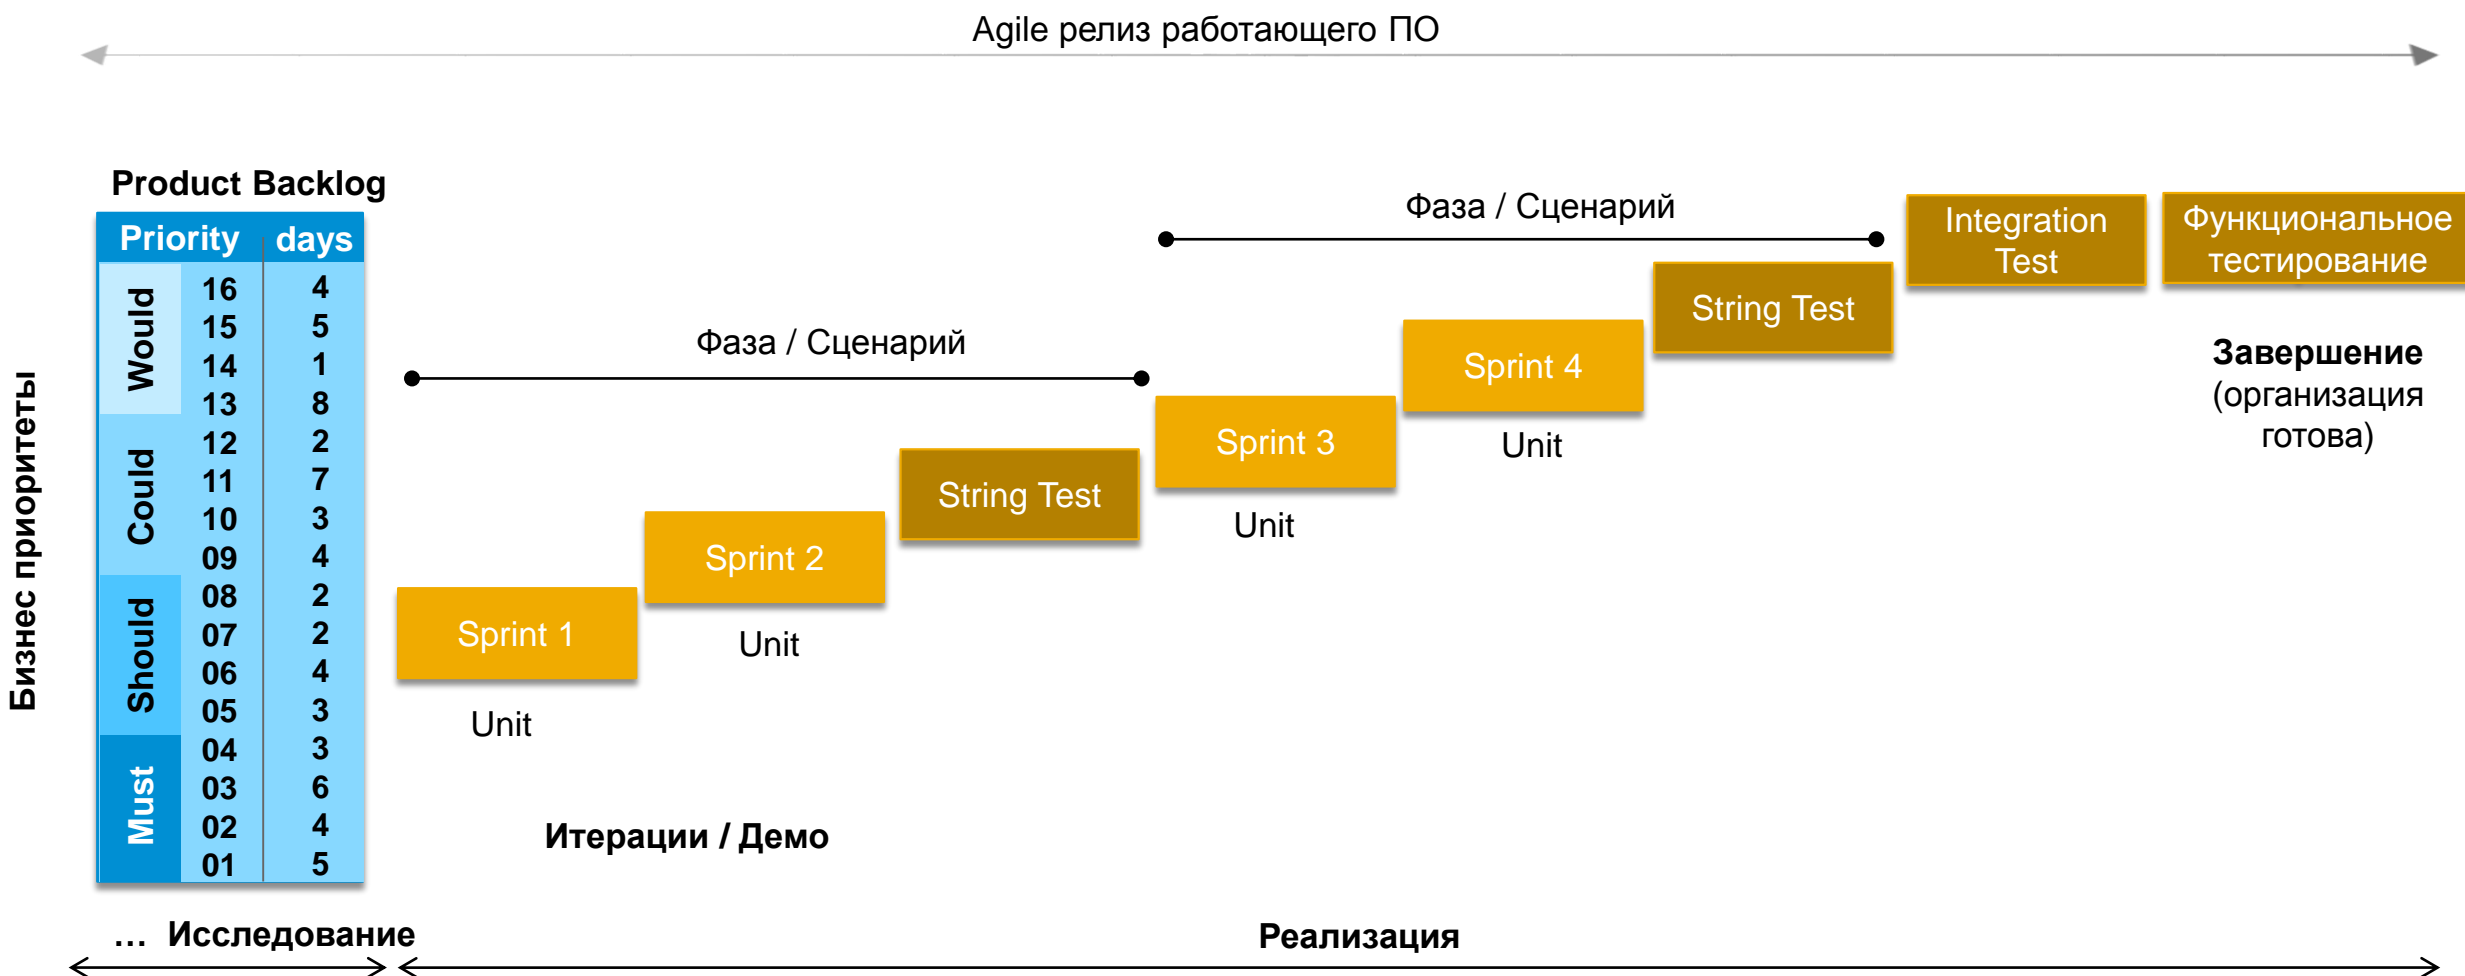 Agile релиз работающего ПО
Product Backlog
Priority days
16 4
15 5
14 1
13 8
12 2
11 7
10 3
09 4
08 2
07 2
06 4
05 3
04 3
03 6
02 4
01 5
Would
Could
Should
Must
Бизнес приоритеты
Фаза / Сценарий
Фаза / Сценарий
Sprint 1
Unit
Sprint 2
Unit
String Test
Sprint 3
Unit
Sprint 4
Unit
String Test
Integration
Test
Функциональное
тестирование
Завершение
(организация
готова)
Итерации / Демо
… Исследование
Реализация